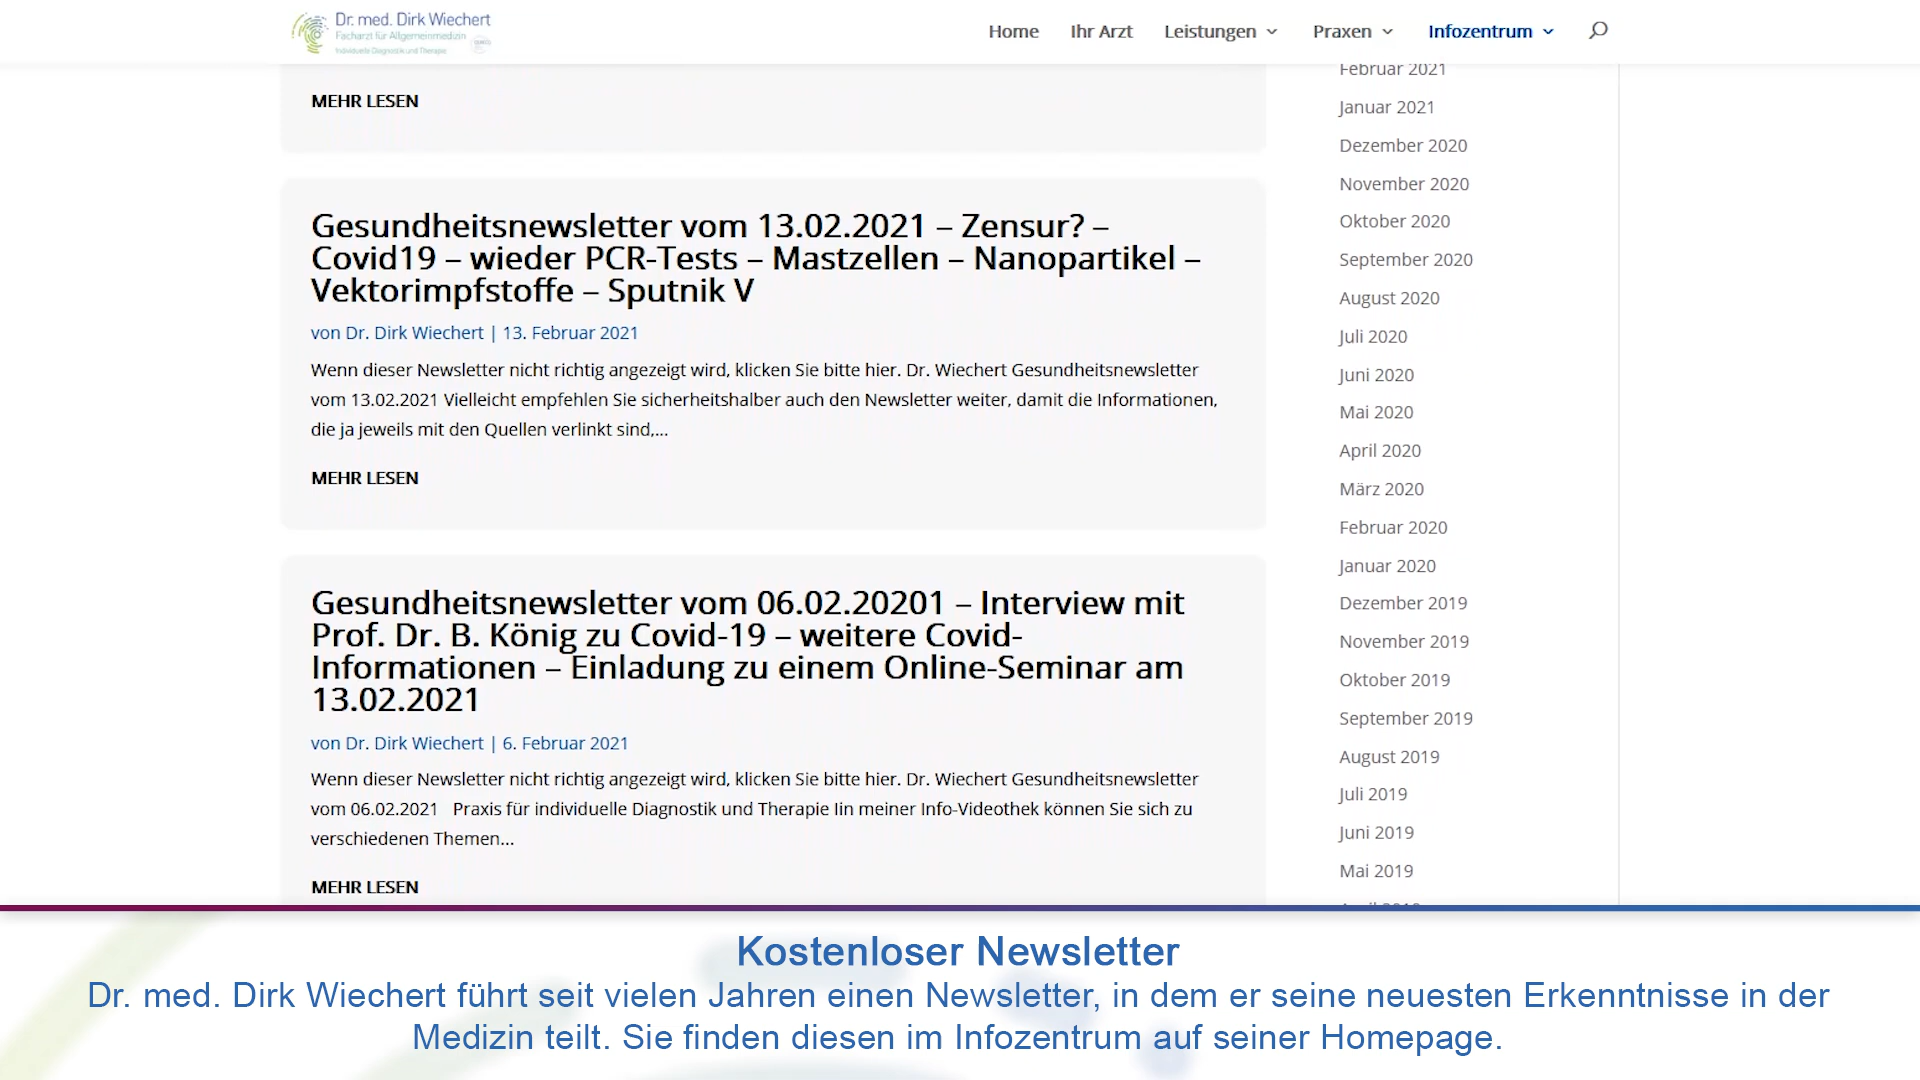 Dr. med. Dirk Wiechert
Facharzt für Allgemeinmedizin
Individuelle Diagnostik und Therapie
Home
Ihr Arzt
Leistungen
Praxen
Infozentrum
MEHR LESEN
Gesundheitsnewsletter vom 13.02.2021 – Zensur? –
Covid19 – wieder PCR-Tests – Mastzellen – Nanopartikel –
Vektorimpfstoffe – Sputnik V
von Dr. Dirk Wiechert | 13. Februar 2021
Wenn dieser Newsletter nicht richtig angezeigt wird, klicken Sie bitte hier. Dr. Wiechert Gesundheitsnewsletter
vom 13.02.2021 Vielleicht empfehlen Sie sicherheitshalber auch den Newsletter weiter, damit die Informationen,
die ja jeweils mit den Quellen verlinkt sind,...
MEHR LESEN
Gesundheitsnewsletter vom 06.02.20201 – Interview mit
Prof. Dr. B. König zu Covid-19 – weitere Covid-
Informationen – Einladung zu einem Online-Seminar am
13.02.2021
von Dr. Dirk Wiechert | 6. Februar 2021
Wenn dieser Newsletter nicht richtig angezeigt wird, klicken Sie bitte hier. Dr. Wiechert Gesundheitsnewsletter
vom 06.02.2021 Praxis für individuelle Diagnostik und Therapie Iin meiner Info-Videothek können Sie sich zu
verschiedenen Themen...
MEHR LESEN
Februar 2021
Januar 2021
Dezember 2020
November 2020
Oktober 2020
September 2020
August 2020
Juli 2020
Juni 2020
Mai 2020
April 2020
März 2020
Februar 2020
Januar 2020
Dezember 2019
November 2019
Oktober 2019
September 2019
August 2019
Juli 2019
Juni 2019
Mai 2019
Kostenloser Newsletter
Dr. med. Dirk Wiechert führt seit vielen Jahren einen Newsletter, in dem er seine neuesten Erkenntnisse in der
Medizin teilt. Sie finden diesen im Infozentrum auf seiner Homepage.